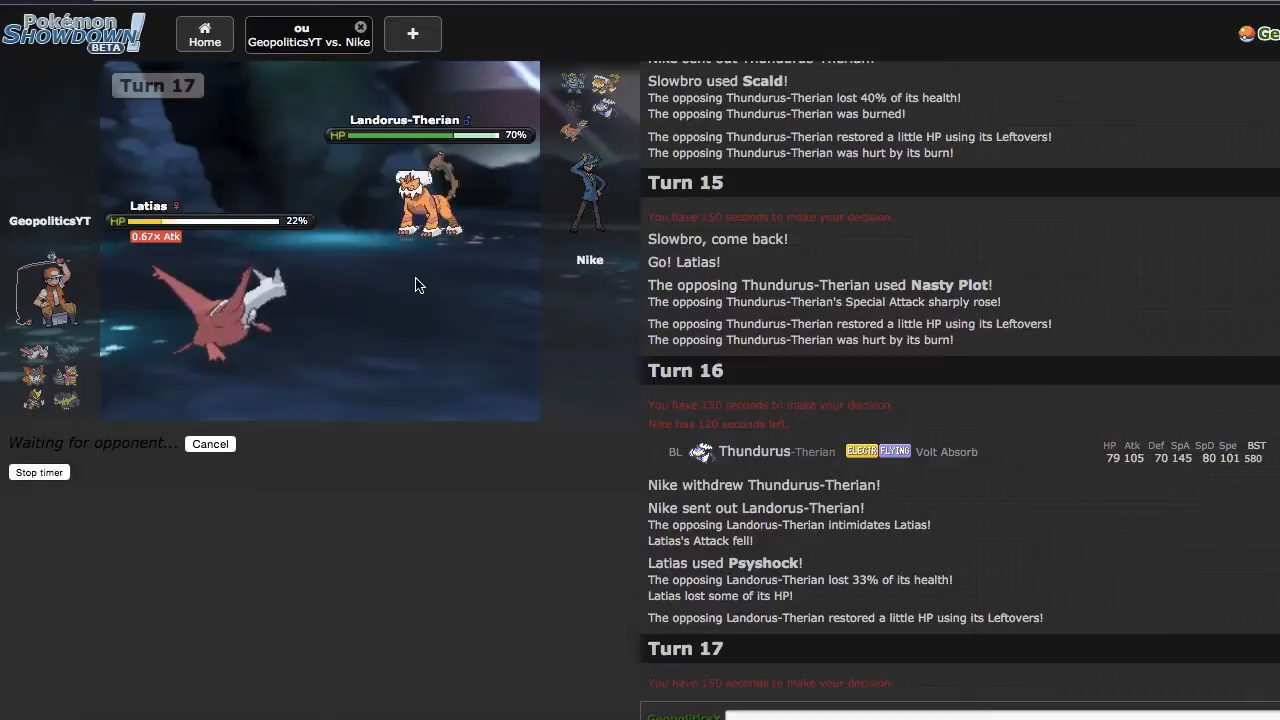 Pokémon
SHOWDOWN!
BETA
Home
ou
GeopoliticsYT vs. Nike
+
Ge
Turn 17
Landorus-Therian ♂
HP 70%
Latias ♀
HP 22%
0.67× Atk
GeopoliticsYT
Nike
Waiting for opponent... Cancel
Stop timer
Nike sent out Thundurus-Therian!
Slowbro used Scald!
The opposing Thundurus-Therian lost 40% of its health!
The opposing Thundurus-Therian was burned!
The opposing Thundurus-Therian restored a little HP using its Leftovers!
The opposing Thundurus-Therian was hurt by its burn!
Turn 15
You have 150 seconds to make your decision.
Slowbro, come back!
Go! Latias!
The opposing Thundurus-Therian used Nasty Plot!
The opposing Thundurus-Therian's Special Attack sharply rose!
The opposing Thundurus-Therian restored a little HP using its Leftovers!
The opposing Thundurus-Therian was hurt by its burn!
Turn 16
You have 150 seconds to make your decision.
Nike has 120 seconds left.
BL Thundurus-Therian ELECTR FLYING Volt Absorb HP 79 Atk 105 Def 70 SpA 145 SpD 80 Spe 101 BST 580
Nike withdrew Thundurus-Therian!
Nike sent out Landorus-Therian!
The opposing Landorus-Therian intimidates Latias!
Latias's Attack fell!
Latias used Psyshock!
The opposing Landorus-Therian lost 33% of its health!
Latias lost some of its HP!
The opposing Landorus-Therian restored a little HP using its Leftovers!
Turn 17
You have 150 seconds to make your decision.
GeopoliticsY